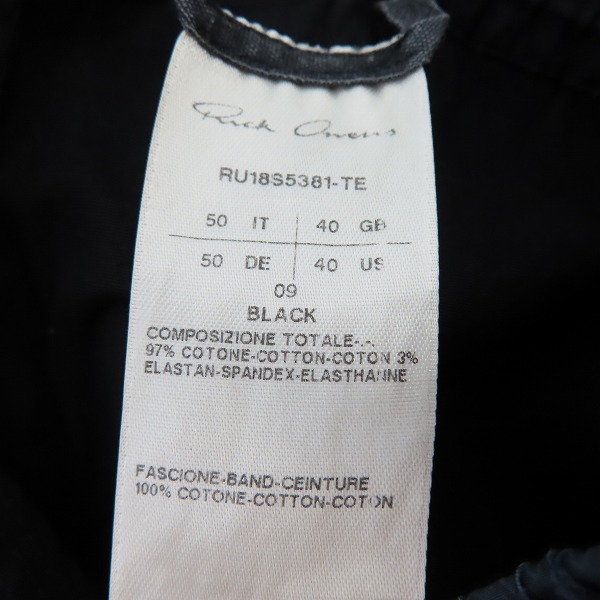 Rick Owens
RU18S5381-TE
50 IT 40 GB
50 DE 40 US
09
BLACK
COMPOSIZIONE TOTALE-.-.
97% COTONE-COTTON-COTON 3%
ELASTAN-SPANDEX-ELASTHANNE
FASCIONE-BAND-CEINTURE
100% COTONE-COTTON-COTON